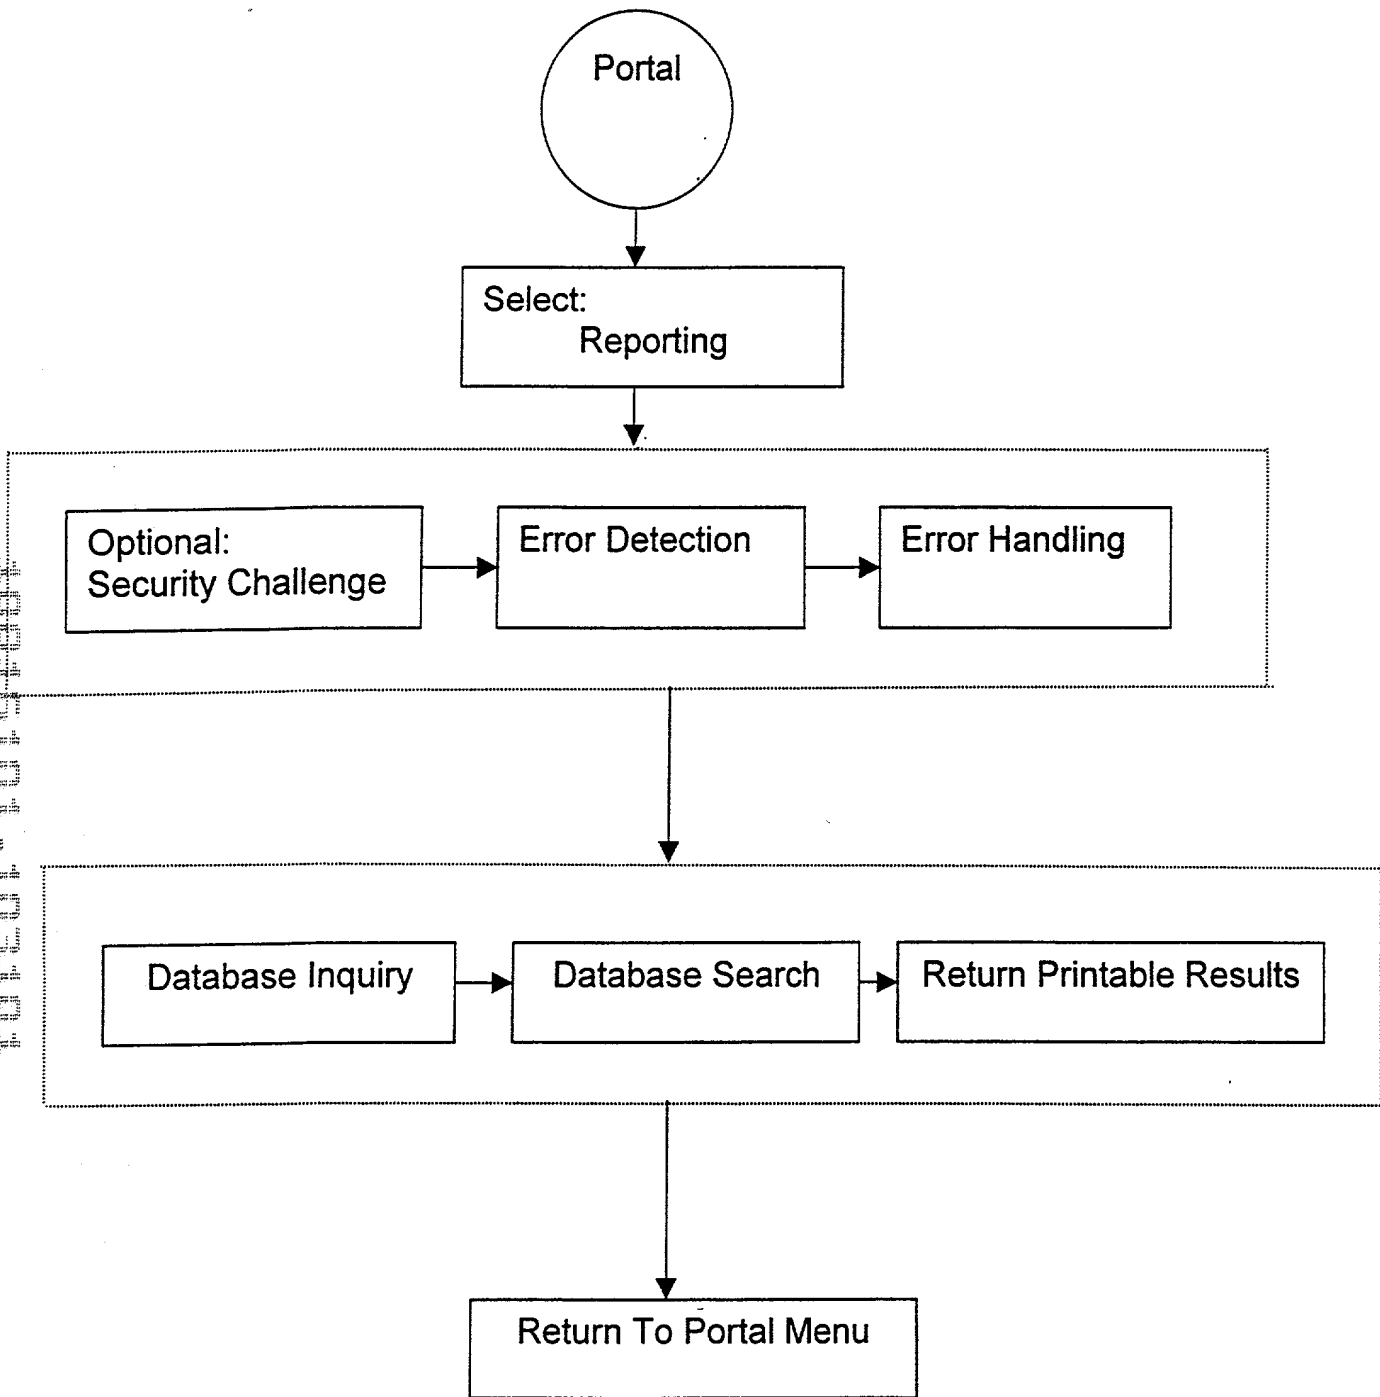 Portal
Select:
Reporting
Optional:
Security Challenge
Error Detection
Error Handling
Database Inquiry
Database Search
Return Printable Results
Return To Portal Menu